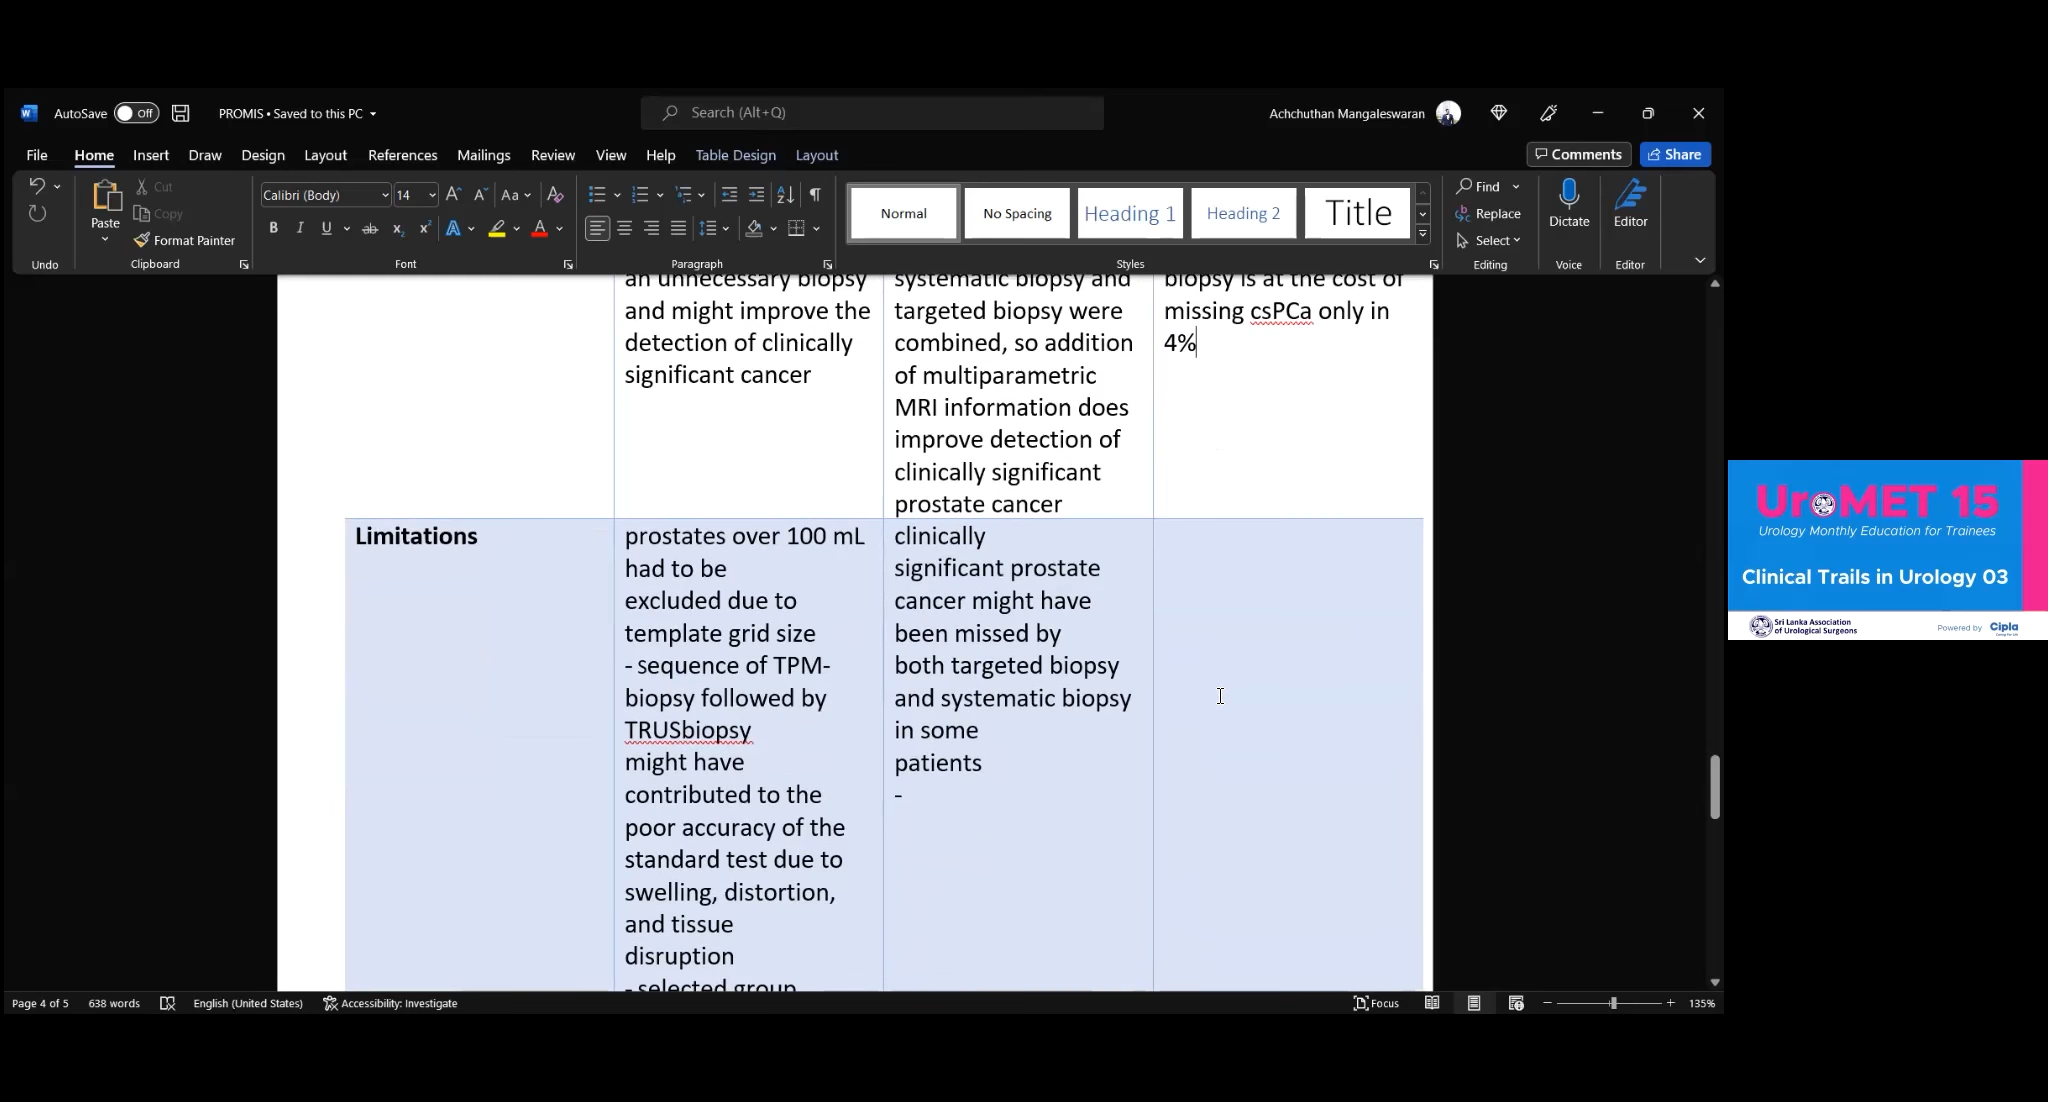 AutoSave Off PROMIS • Saved to this PC Search (Alt+Q) Achchuthan Mangaleswaran
File Home Insert Draw Design Layout References Mailings Review View Help Table Design Layout Comments Share
Paste
Cut
Copy
Format Painter
Calibri (Body) 14
Normal
No Spacing
Heading 1
Heading 2
Title
Find
Replace
Select
Dictate
Editor
Undo Clipboard Font Paragraph Styles Editing Voice Editor
an unnecessary biopsy
and might improve the
detection of clinically
significant cancer
systematic biopsy and
targeted biopsy were
combined, so addition
of multiparametric
MRI information does
improve detection of
clinically significant
prostate cancer
biopsy is at the cost of
missing csPCa only in
4%
Limitations
prostates over 100 mL
had to be
excluded due to
template grid size
- sequence of TPM-
biopsy followed by
TRUSbiopsy
might have
contributed to the
poor accuracy of the
standard test due to
swelling, distortion,
and tissue
disruption
- selected group
clinically
significant prostate
cancer might have
been missed by
both targeted biopsy
and systematic biopsy
in some
patients
-
Page 4 of 5 638 words English (United States) Accessibility: Investigate Focus 135%
UroMET 15
Urology Monthly Education for Trainees
Clinical Trails in Urology 03
Sri Lanka Association
of Urological Surgeons
Powered by Cipla